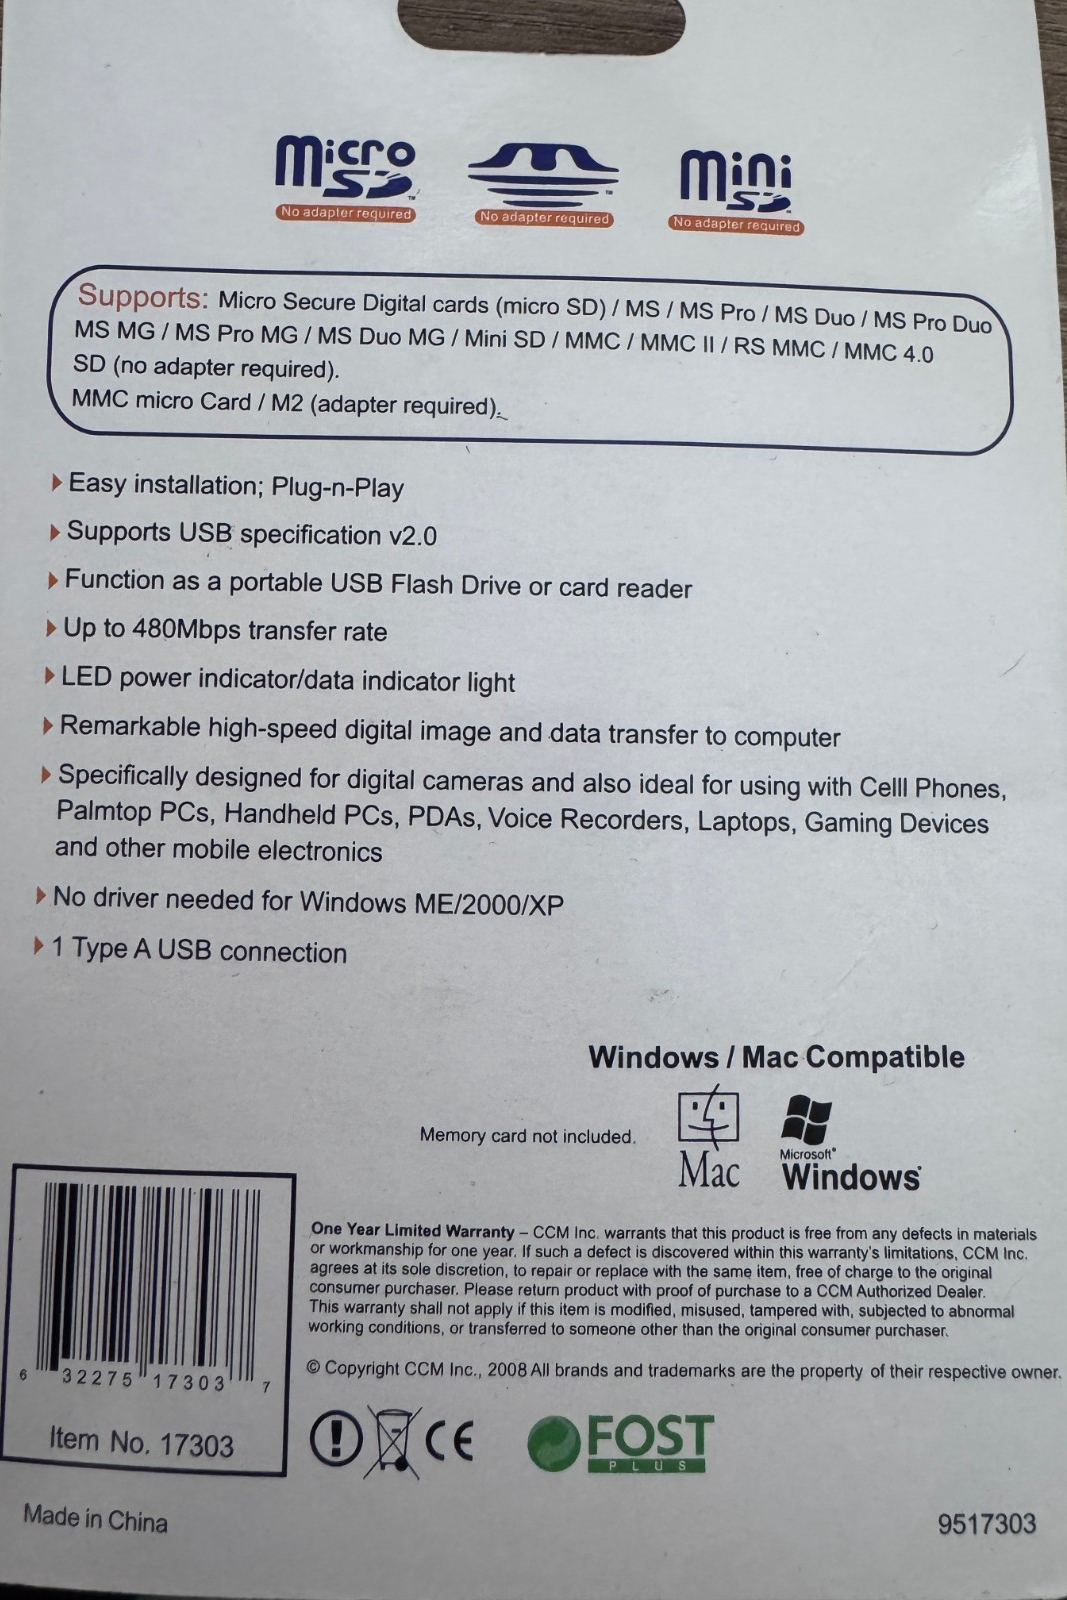 Micro
SD
™
No adapter required
™
No adapter required
Mini
SD
™
No adapter required
Supports: Micro Secure Digital cards (micro SD) / MS / MS Pro / MS Duo / MS Pro Duo
MS MG / MS Pro MG / MS Duo MG / Mini SD / MMC / MMC II / RS MMC / MMC 4.0
SD (no adapter required).
MMC micro Card / M2 (adapter required).
Easy installation; Plug-n-Play
Supports USB specification v2.0
Function as a portable USB Flash Drive or card reader
Up to 480Mbps transfer rate
LED power indicator/data indicator light
Remarkable high-speed digital image and data transfer to computer
Specifically designed for digital cameras and also ideal for using with Celll Phones,
Palmtop PCs, Handheld PCs, PDAs, Voice Recorders, Laptops, Gaming Devices
and other mobile electronics
No driver needed for Windows ME/2000/XP
1 Type A USB connection
Windows / Mac Compatible
Memory card not included.
Mac
Microsoft®
Windows®
One Year Limited Warranty – CCM Inc. warrants that this product is free from any defects in materials
or workmanship for one year. If such a defect is discovered within this warranty's limitations, CCM Inc.
agrees at its sole discretion, to repair or replace with the same item, free of charge to the original
consumer purchaser. Please return product with proof of purchase to a CCM Authorized Dealer.
This warranty shall not apply if this item is modified, misused, tampered with, subjected to abnormal
working conditions, or transferred to someone other than the original consumer purchaser.
© Copyright CCM Inc., 2008 All brands and trademarks are the property of their respective owner.
6 32275 17303 7
Item No. 17303
CE
FOST
PLUS
Made in China
9517303